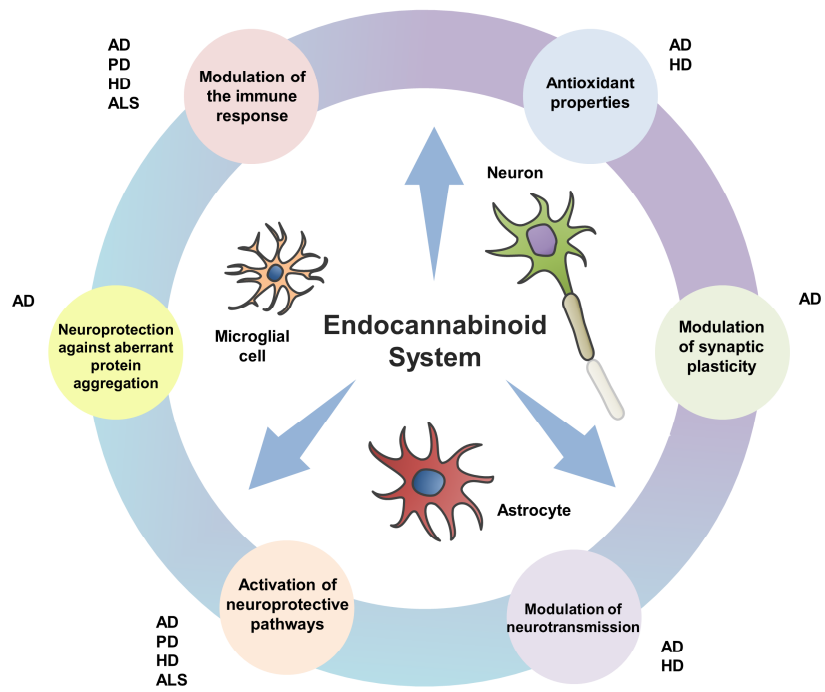 AD
PD
HD
ALS
Modulation of
the immune
response
Antioxidant
properties
AD
HD
Neuron
AD
Neuroprotection
against aberrant
protein
aggregation
Microglial
cell
Endocannabinoid
System
Modulation
of synaptic
plasticity
AD
Astrocyte
Activation of
neuroprotective
pathways
AD
PD
HD
ALS
Modulation of
neurotransmission
AD
HD